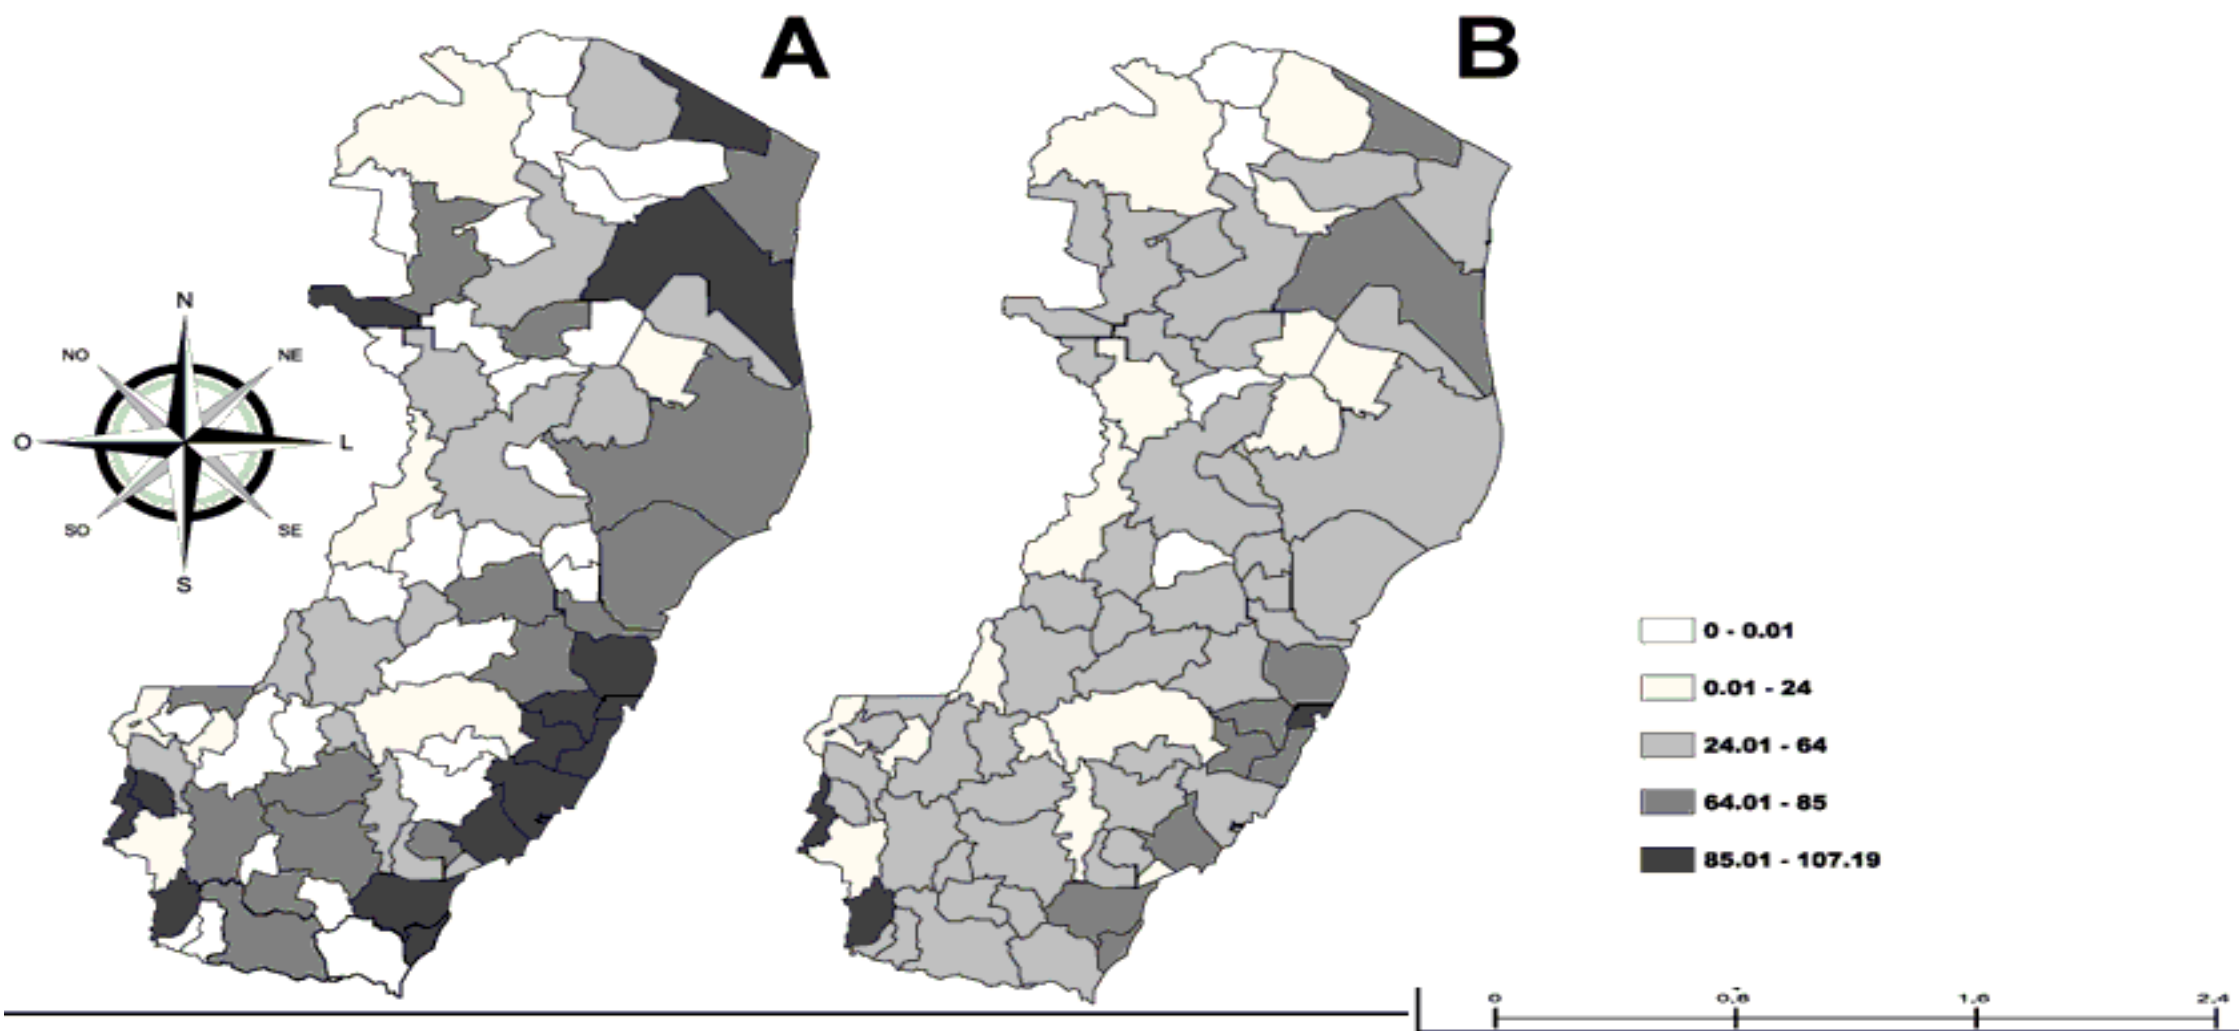 A
B
N
NO
NE
O
L
SO
SE
S
0 - 0.01
0.01 - 24
24.01 - 64
64.01 - 85
85.01 - 107.19
0 0.8 1.6 2.4